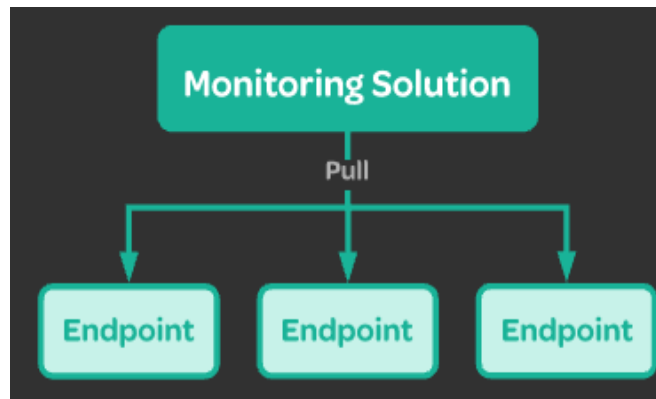 Monitoring Solution
Pull
Endpoint
Endpoint
Endpoint